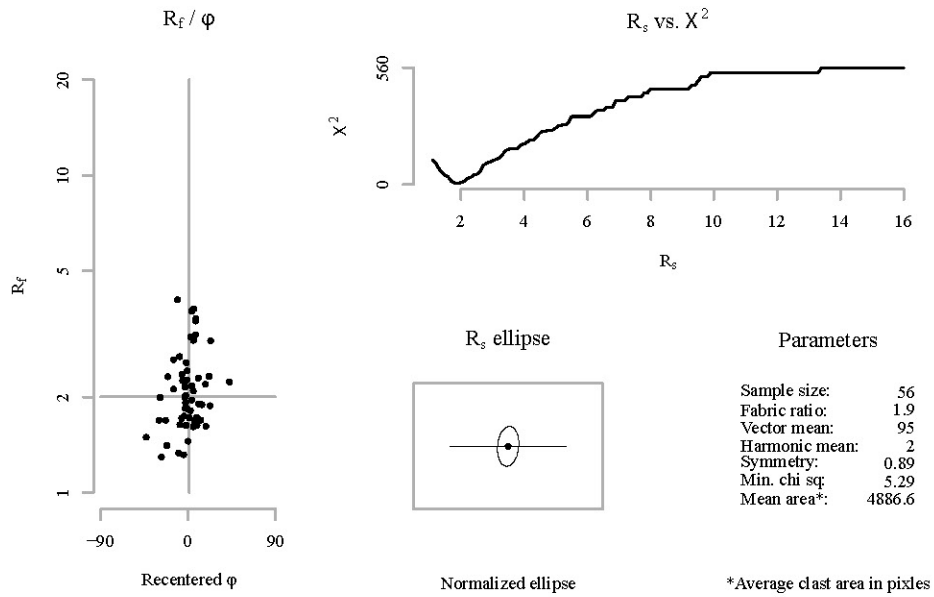 Rf / φ
20
10
5
2
1
Rf
−90 0 90
Recentered φ
Rs vs. X²
560
0
X²
2 4 6 8 10 12 14 16
Rs
Rs ellipse
Normalized ellipse
Parameters
Sample size: 56
Fabric ratio: 1.9
Vector mean: 95
Harmonic mean: 2
Symmetry: 0.89
Min. chi sq: 5.29
Mean area*: 4886.6
*Average clast area in pixles